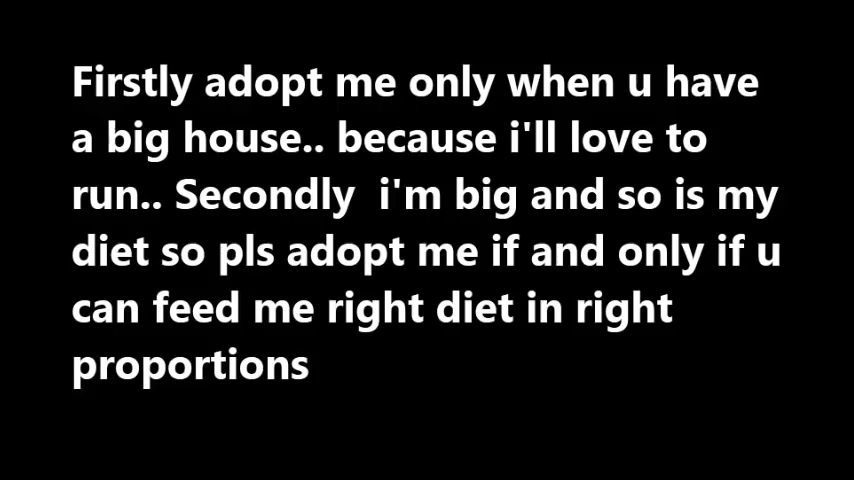 Firstly adopt me only when u have
a big house.. because i'll love to
run.. Secondly  i'm big and so is my
diet so pls adopt me if and only if u
can feed me right diet in right
proportions